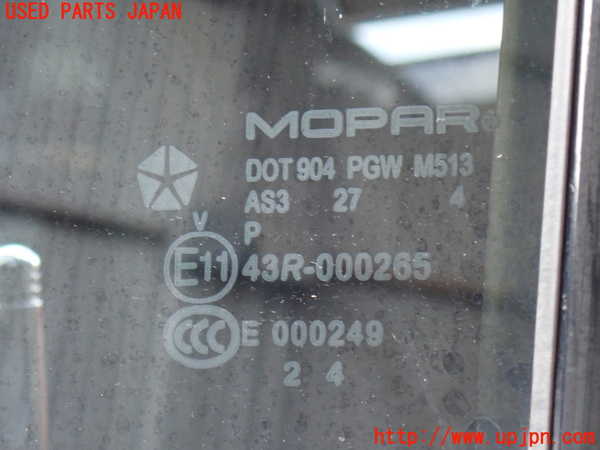 USED PARTS JAPAN
MOPAR®
DOT 904 PGW M513
AS3 27 4
V P
E11 43R-000265
CCC E 000249
2 4
http://www.upjpn.com/